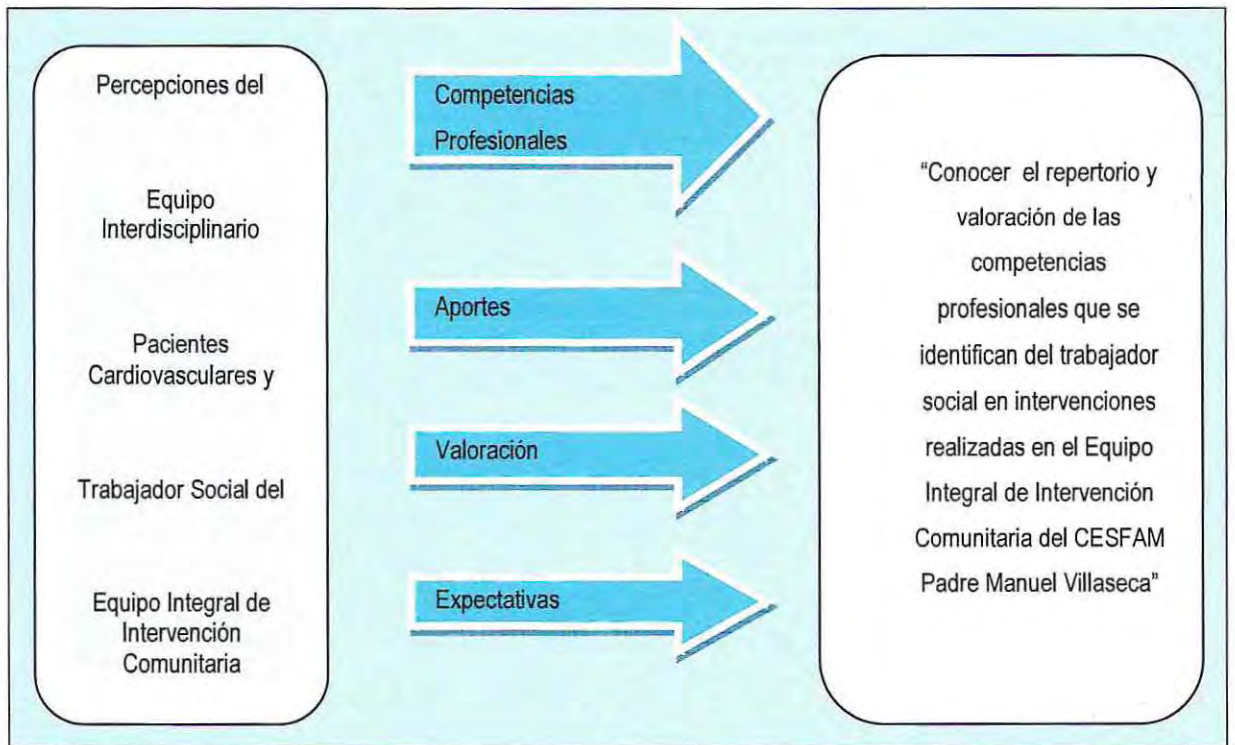 Percepciones del
Equipo
Interdisciplinario
Pacientes
Cardiovasculares y
Trabajador Social del
Equipo Integral de
Intervención
Comunitaria
Competencias
Profesionales
Aportes
Valoración
Expectativas
“Conocer el repertorio y
valoración de las
competencias
profesionales que se
identifican del trabajador
social en intervenciones
realizadas en el Equipo
Integral de Intervención
Comunitaria del CESFAM
Padre Manuel Villaseca”